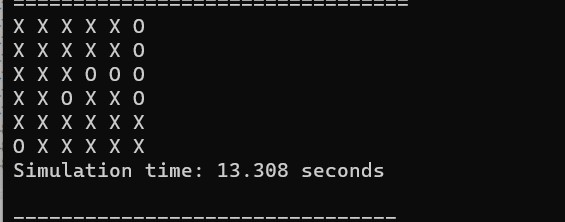 ==================================
X X X X X O
X X X X X O
X X X O O O
X X O X X O
X X X X X X
O X X X X X
Simulation time: 13.308 seconds
================================